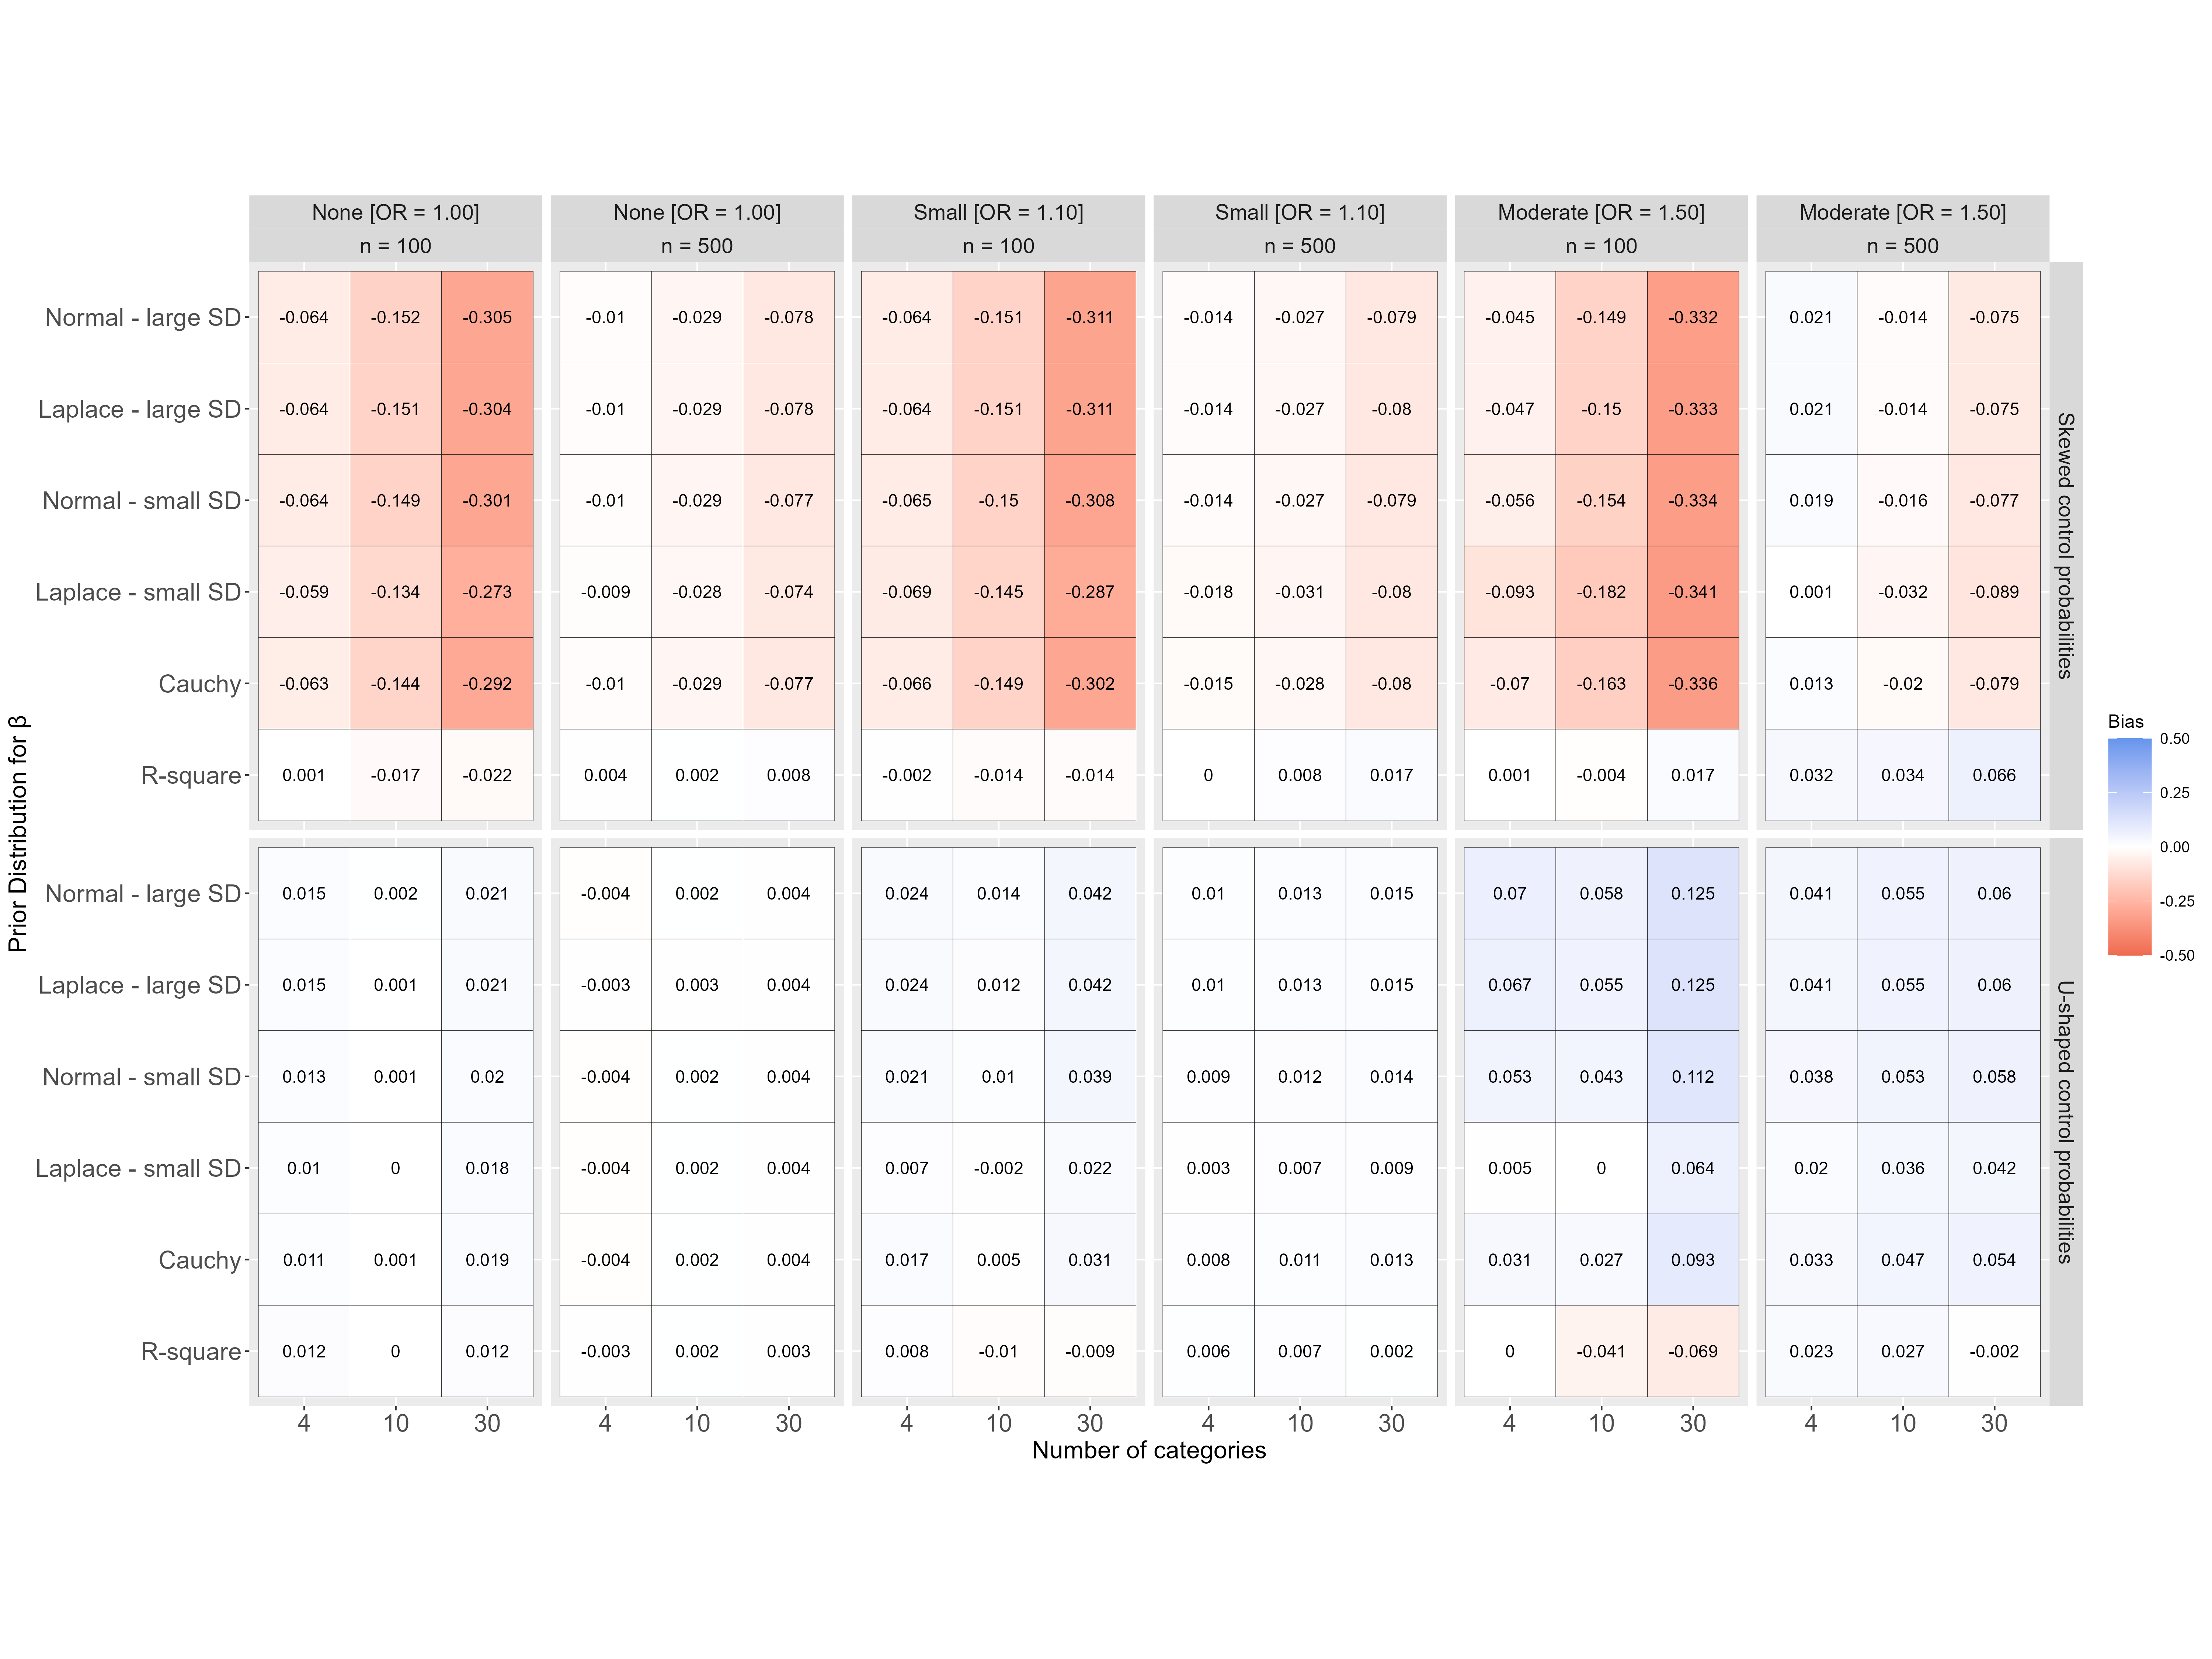 None [OR = 1.00] None [OR = 1.00] Small [OR = 1.10] Small [OR = 1.10] Moderate [OR = 1.50] Moderate [OR = 1.50]
n = 100 n = 500 n = 100 n = 500 n = 100 n = 500
Normal - large SD -0.064 -0.152 -0.305 -0.01 -0.029 -0.078 -0.064 -0.151 -0.311 -0.014 -0.027 -0.079 -0.045 -0.149 -0.332 0.021 -0.014 -0.075
Laplace - large SD -0.064 -0.151 -0.304 -0.01 -0.029 -0.078 -0.064 -0.151 -0.311 -0.014 -0.027 -0.08 -0.047 -0.15 -0.333 0.021 -0.014 -0.075
Normal - small SD -0.064 -0.149 -0.301 -0.01 -0.029 -0.077 -0.065 -0.15 -0.308 -0.014 -0.027 -0.079 -0.056 -0.154 -0.334 0.019 -0.016 -0.077
Laplace - small SD -0.059 -0.134 -0.273 -0.009 -0.028 -0.074 -0.069 -0.145 -0.287 -0.018 -0.031 -0.08 -0.093 -0.182 -0.341 0.001 -0.032 -0.089
Cauchy -0.063 -0.144 -0.292 -0.01 -0.029 -0.077 -0.066 -0.149 -0.302 -0.015 -0.028 -0.08 -0.07 -0.163 -0.336 0.013 -0.02 -0.079
R-square 0.001 -0.017 -0.022 0.004 0.002 0.008 -0.002 -0.014 -0.014 0 0.008 0.017 0.001 -0.004 0.017 0.032 0.034 0.066
Skewed control probabilities
Normal - large SD 0.015 0.002 0.021 -0.004 0.002 0.004 0.024 0.014 0.042 0.01 0.013 0.015 0.07 0.058 0.125 0.041 0.055 0.06
Laplace - large SD 0.015 0.001 0.021 -0.003 0.003 0.004 0.024 0.012 0.042 0.01 0.013 0.015 0.067 0.055 0.125 0.041 0.055 0.06
Normal - small SD 0.013 0.001 0.02 -0.004 0.002 0.004 0.021 0.01 0.039 0.009 0.012 0.014 0.053 0.043 0.112 0.038 0.053 0.058
Laplace - small SD 0.01 0 0.018 -0.004 0.002 0.004 0.007 -0.002 0.022 0.003 0.007 0.009 0.005 0 0.064 0.02 0.036 0.042
Cauchy 0.011 0.001 0.019 -0.004 0.002 0.004 0.017 0.005 0.031 0.008 0.011 0.013 0.031 0.027 0.093 0.033 0.047 0.054
R-square 0.012 0 0.012 -0.003 0.002 0.003 0.008 -0.01 -0.009 0.006 0.007 0.002 0 -0.041 -0.069 0.023 0.027 -0.002
U-shaped control probabilities
4 10 30 4 10 30 4 10 30 4 10 30 4 10 30 4 10 30
Number of categories
Prior Distribution for β
Bias
0.50
0.25
0.00
-0.25
-0.50